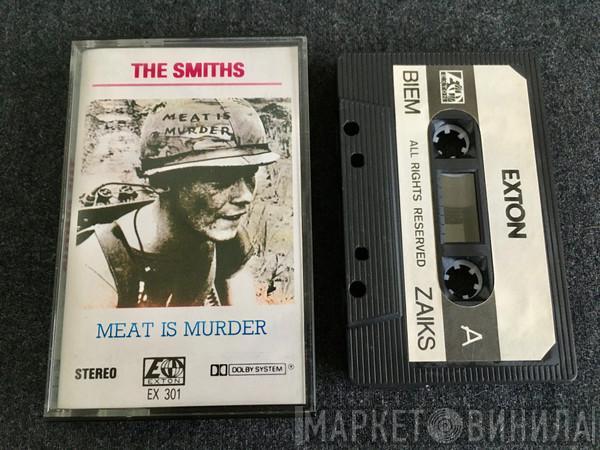 THE SMITHS
MEAT IS
MURDER
MEAT IS MURDER
STEREO
EXTON
DOLBY SYSTEM ®
EX 301
BIEM
ALL RIGHTS RESERVED
ZAIKS
EXTON
A
МАРКЕТ ВИНИЛА